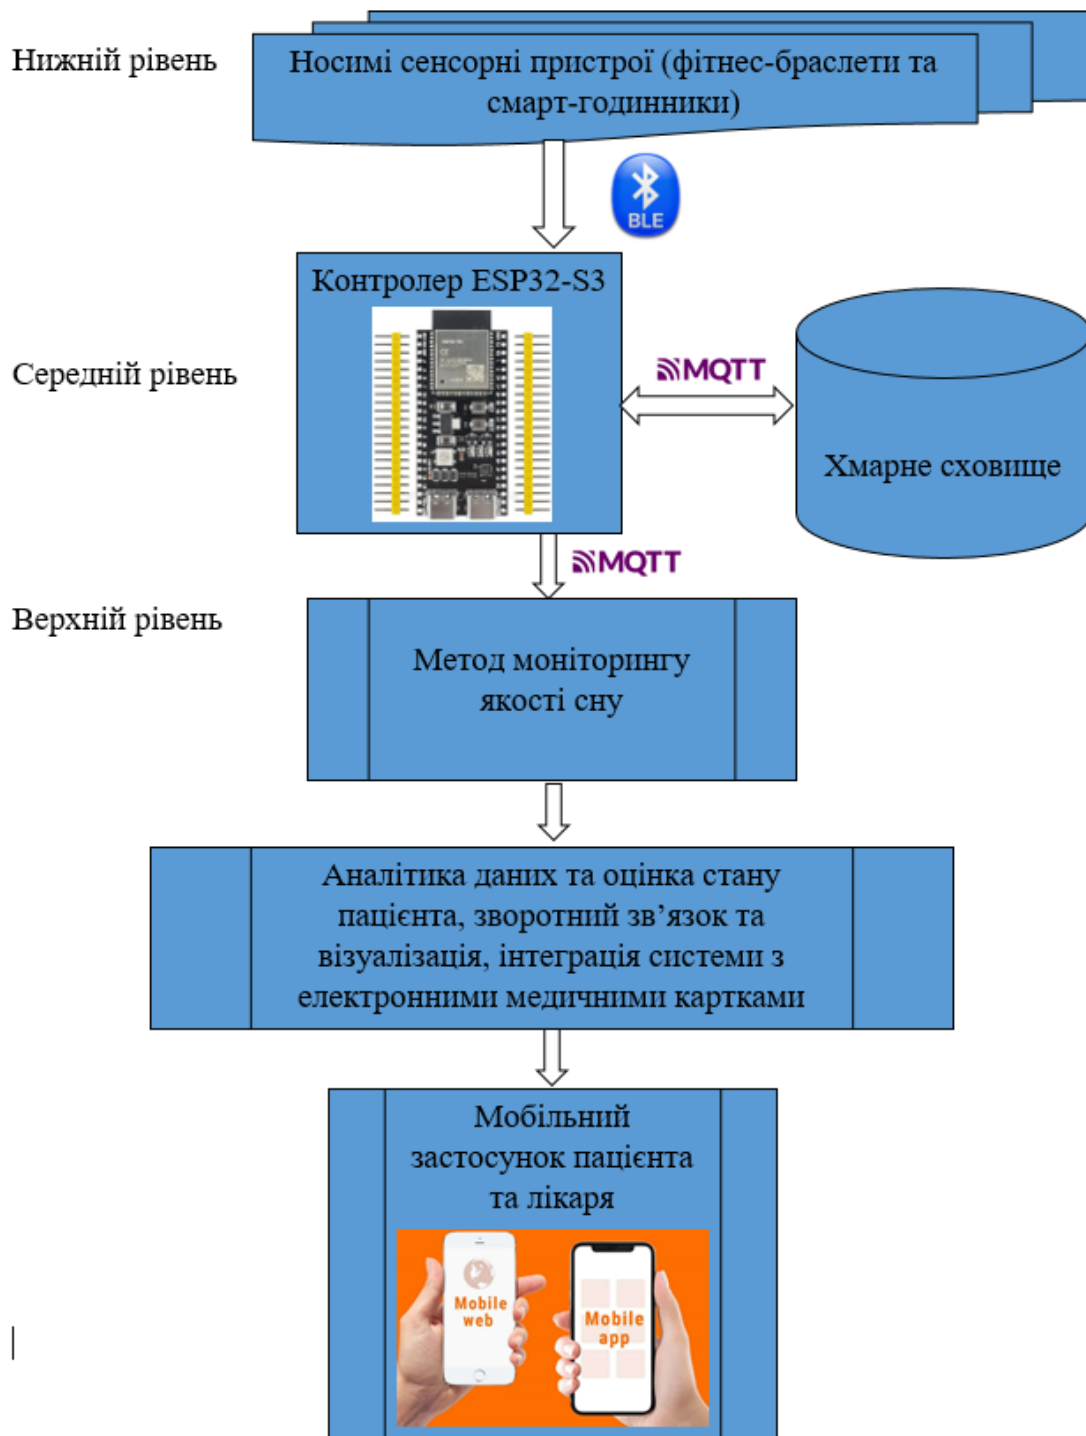 Нижній рівень
Носимі сенсорні пристрої (фітнес-браслети та
смарт-годинники)
BLE
Контролер ESP32-S3
Середній рівень
MQTT
Хмарне сховище
MQTT
Верхній рівень
Метод моніторингу
якості сну
Аналітика даних та оцінка стану
пацієнта, зворотний зв’язок та
візуалізація, інтеграція системи з
електронними медичними картками
Мобільний
застосунок пацієнта
та лікаря
Mobile
web
Mobile
app